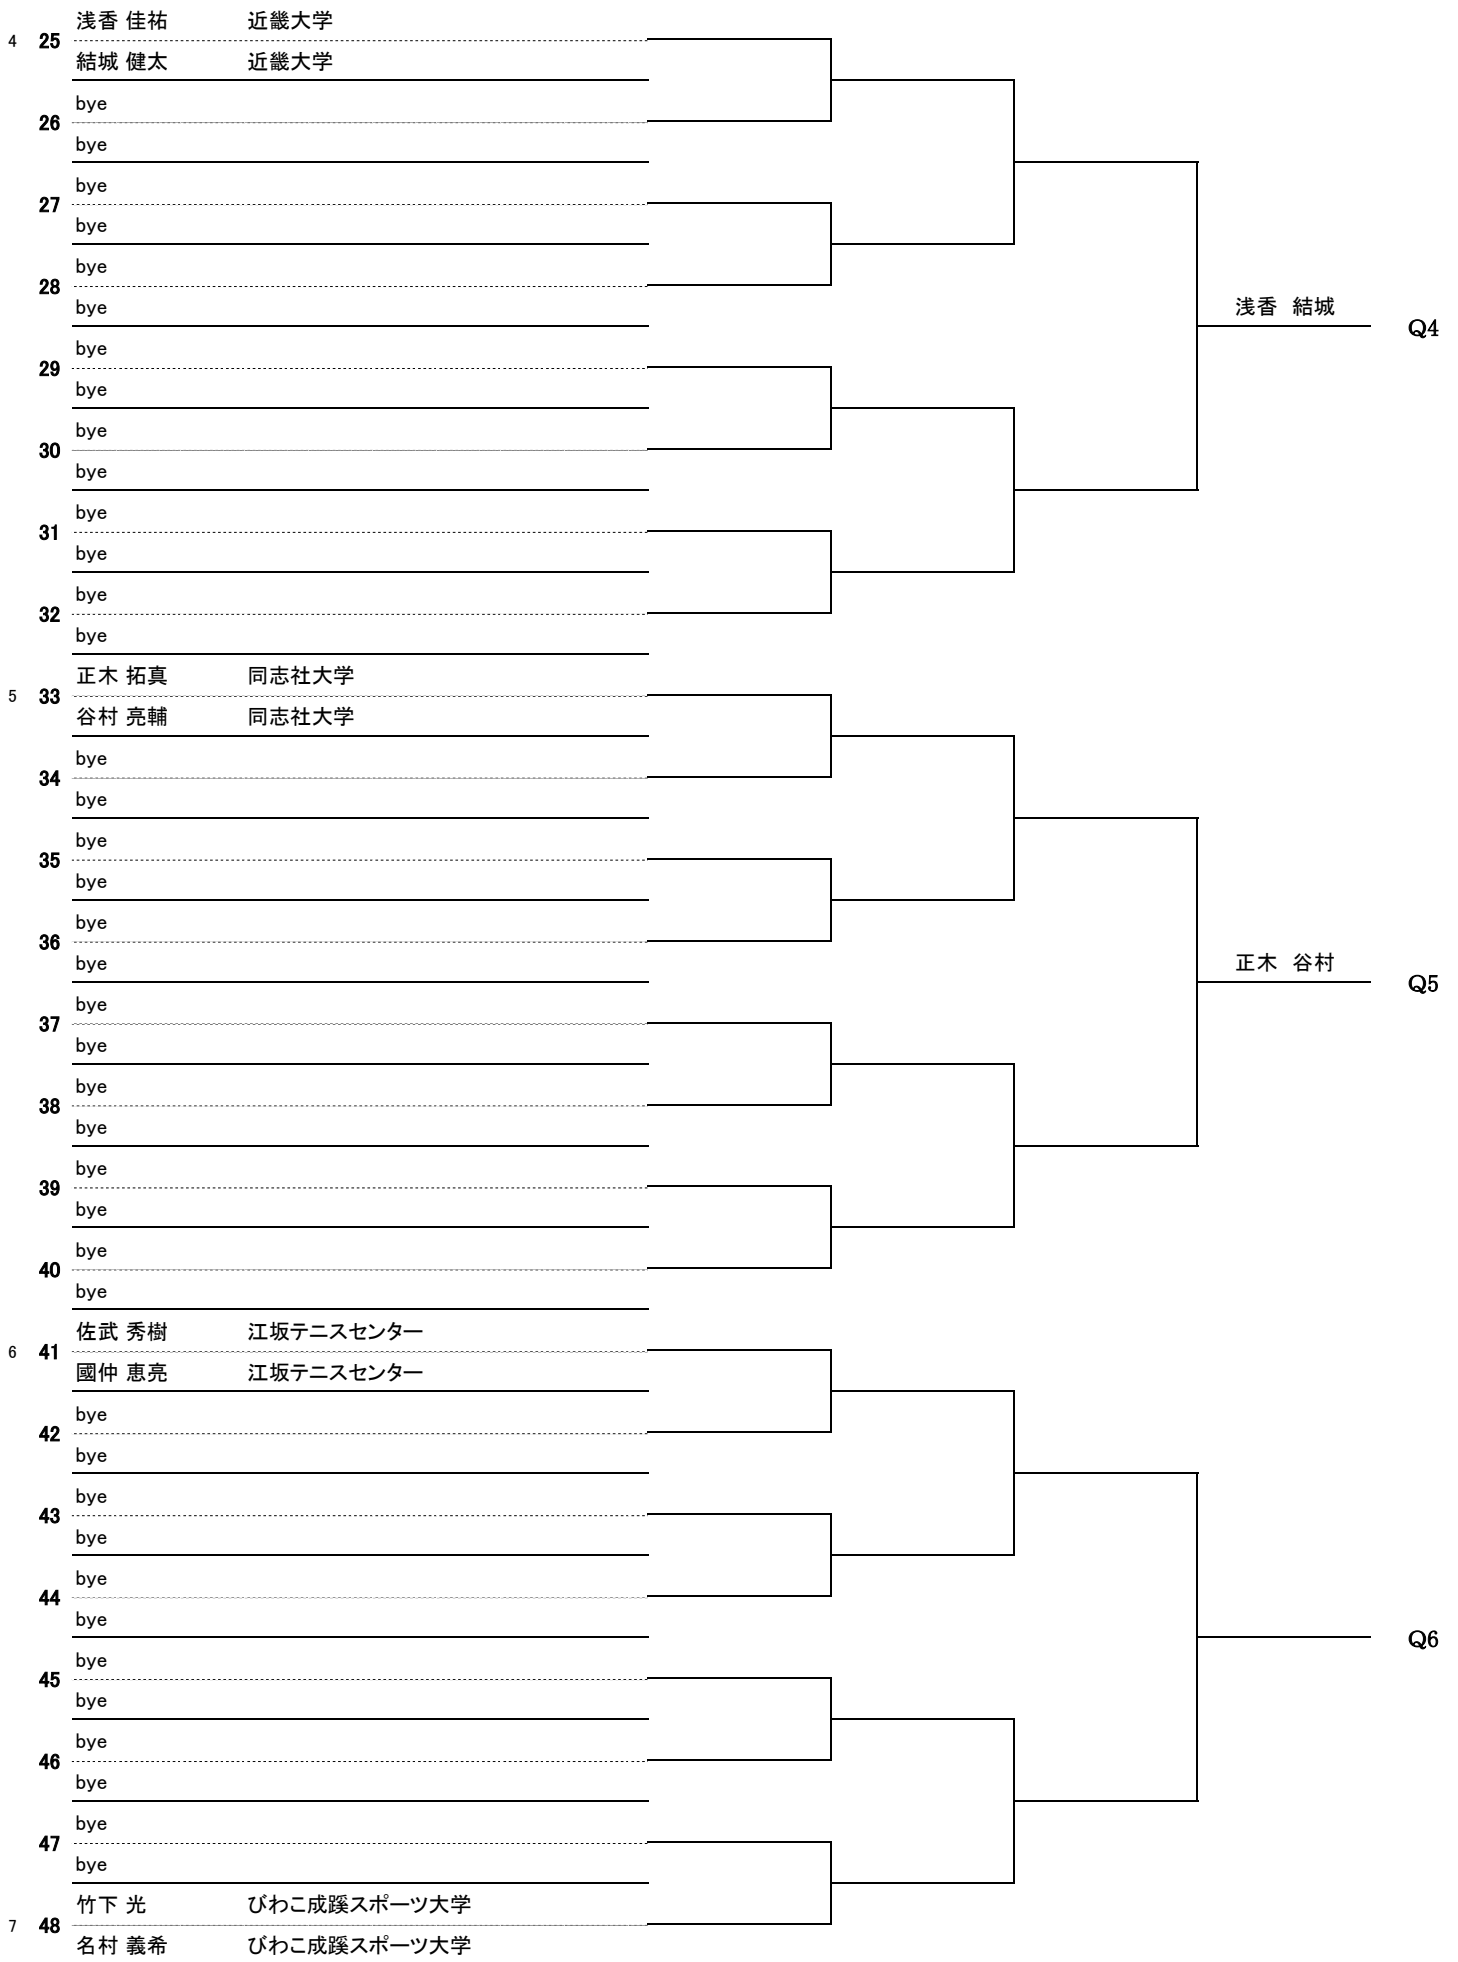 浅香 佳祐 近畿大学
4 25
結城 健太 近畿大学
bye
26
bye
bye
27
bye
bye
28
bye
浅香 結城
Q4
bye
29
bye
bye
30
bye
bye
31
bye
bye
32
bye
正木 拓真 同志社大学
5 33
谷村 亮輔 同志社大学
bye
34
bye
bye
35
bye
bye
36
bye
正木 谷村
Q5
bye
37
bye
bye
38
bye
bye
39
bye
bye
40
bye
佐武 秀樹 江坂テニスセンター
6 41
國仲 恵亮 江坂テニスセンター
bye
42
bye
bye
43
bye
bye
44
bye
Q6
bye
45
bye
bye
46
bye
bye
47
bye
竹下 光 びわこ成蹊スポーツ大学
7 48
名村 義希 びわこ成蹊スポーツ大学